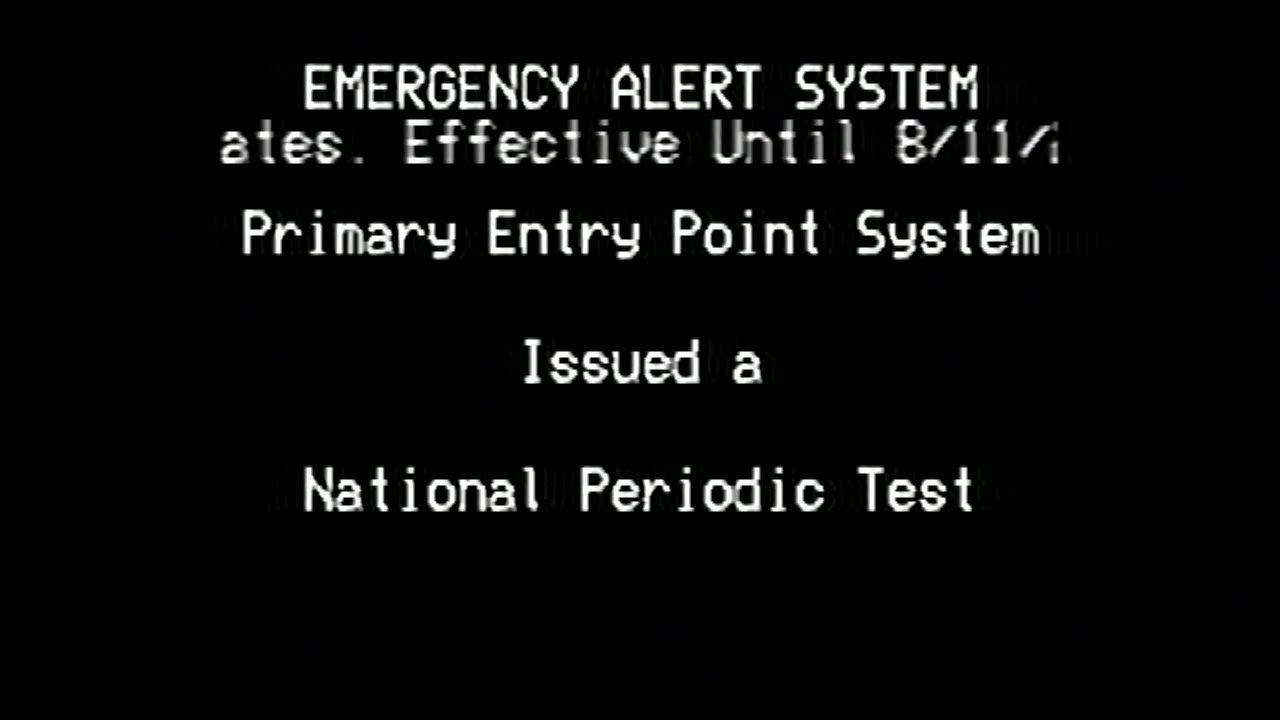 EMERGENCY ALERT SYSTEM
ates. Effective Until 8/11/
Primary Entry Point System
Issued a
National Periodic Test